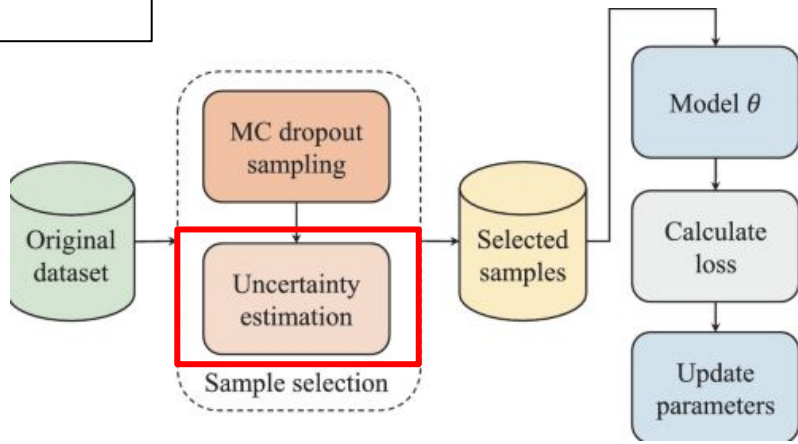 MC dropout
sampling
Original
dataset
Uncertainty
estimation
Sample selection
Selected
samples
Model θ
Calculate
loss
Update
parameters